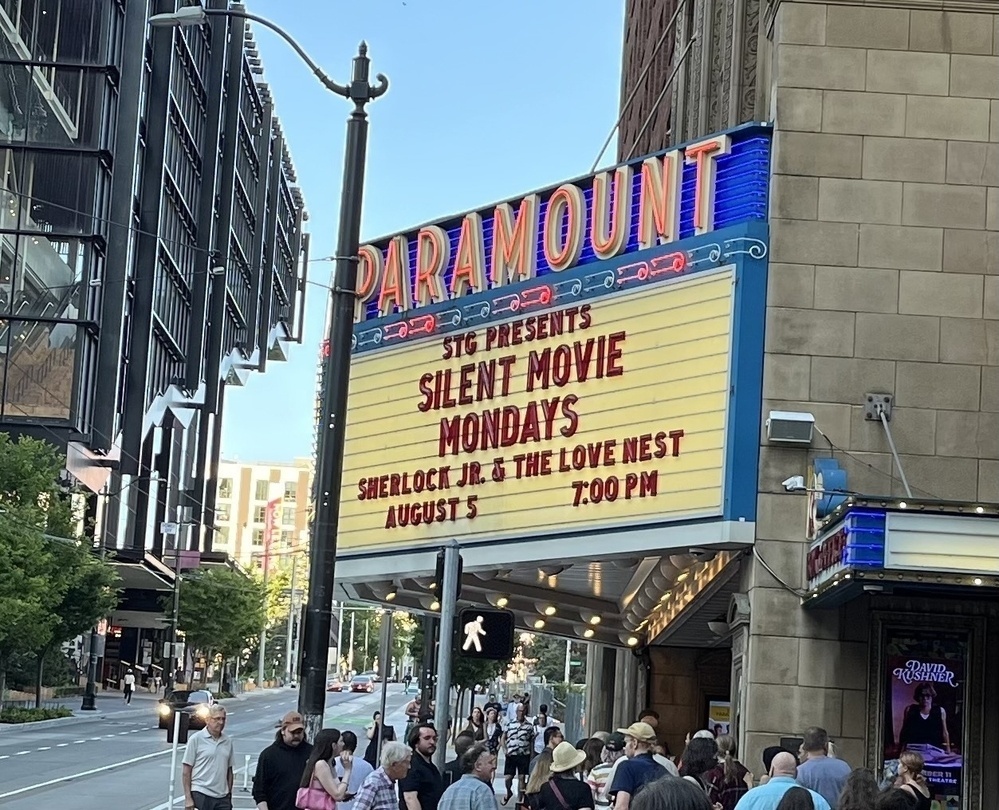 PARAMOUNT
STG PRESENTS
SILENT MOVIE
MONDAYS
SHERLOCK JR. & THE LOVE NEST
AUGUST 5 7:00 PM
DAVID
KUSHNER